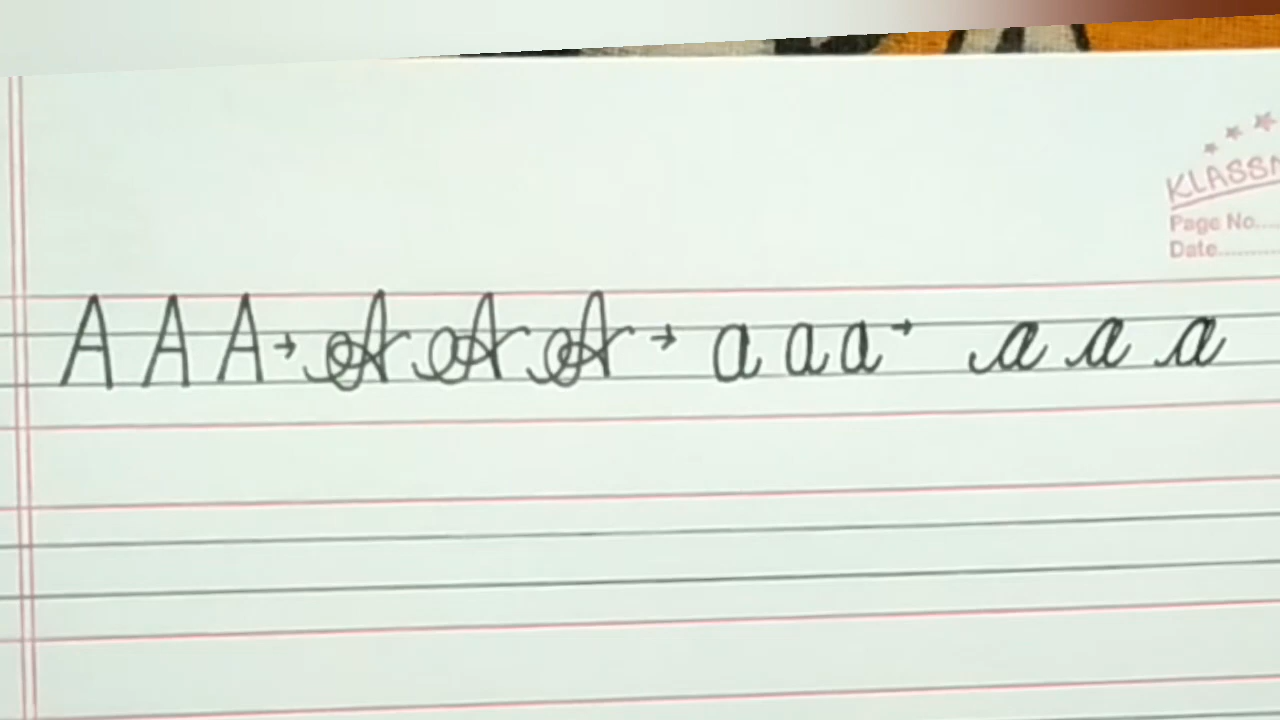 KLASSM
Page No....
Date..........
A A A → A A A → a a a → a a a